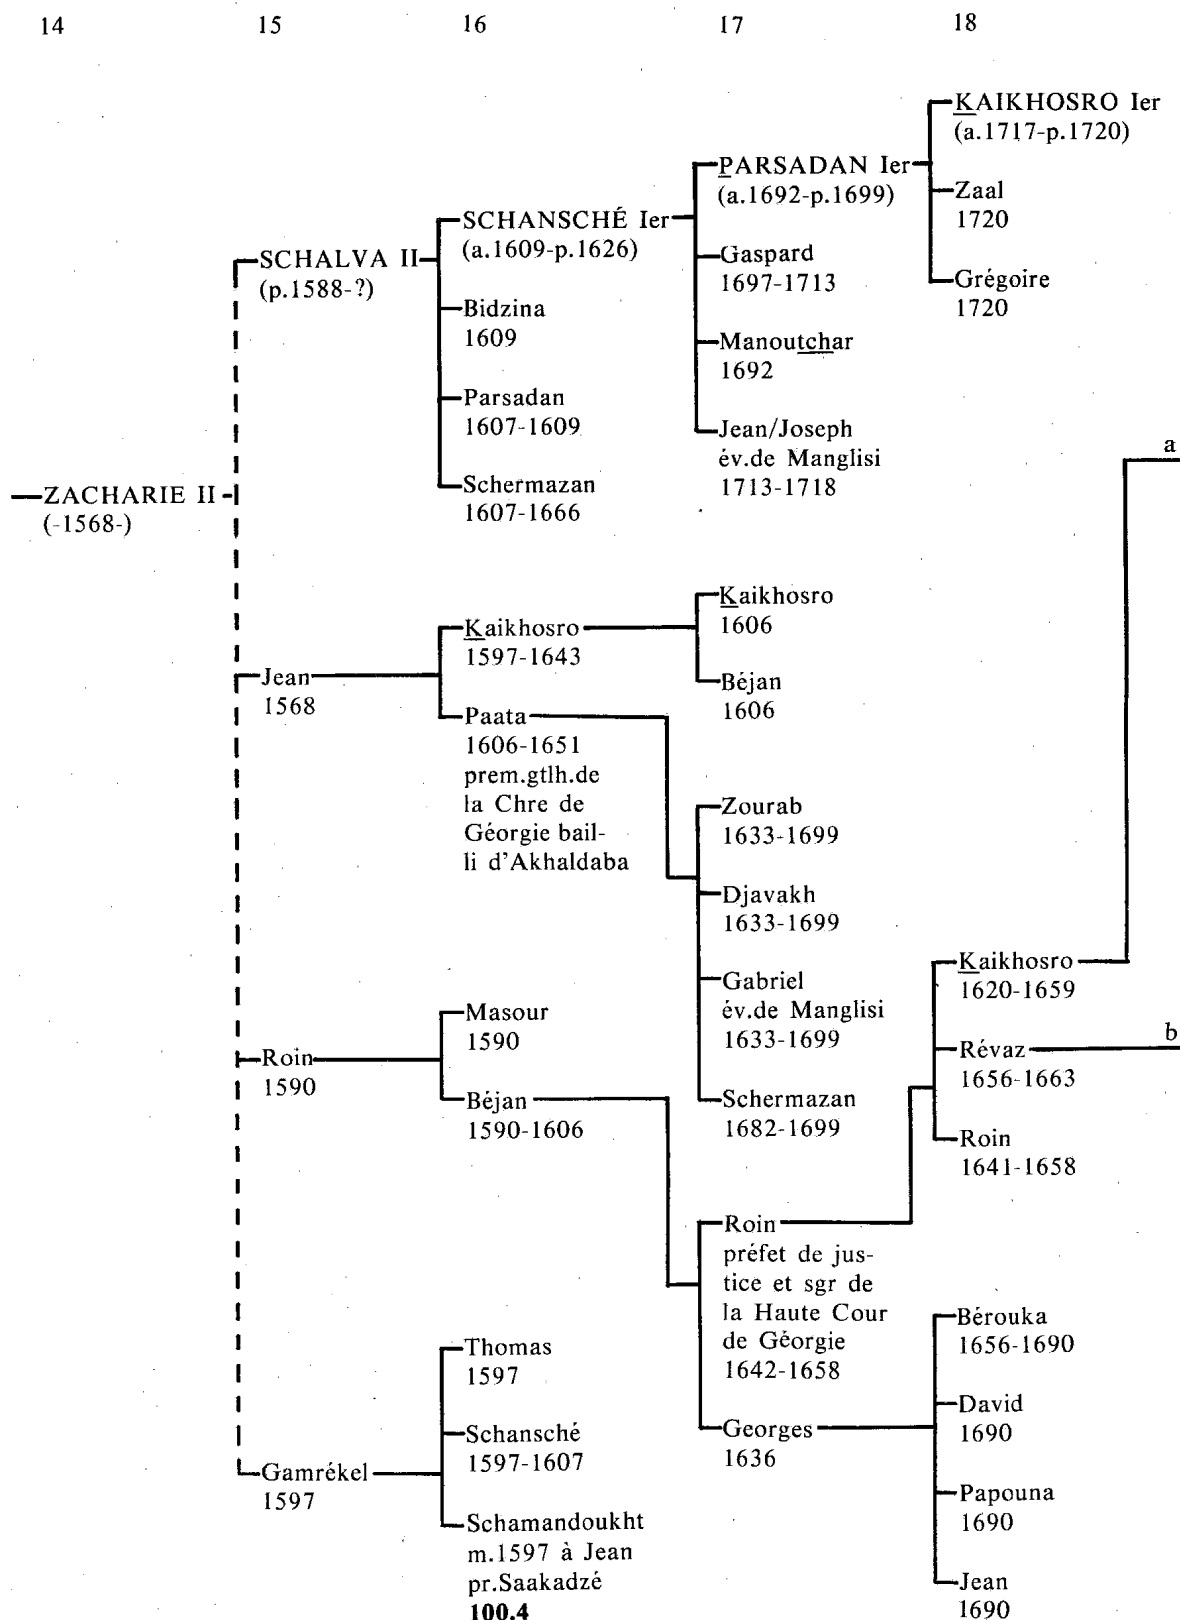 14 15 16 17 18
KAIKHOSRO Ier
(a.1717-p.1720)
Zaal
1720
Grégoire
1720
PARSADAN Ier
(a.1692-p.1699)
Gaspard
1697-1713
Manoutchar
1692
Jean/Joseph
év.de Manglisi
1713-1718
SCHANSCHÉ Ier
(a.1609-p.1626)
Bidzina
1609
Parsadan
1607-1609
Schermazan
1607-1666
SCHALVA II
(p.1588-?)
ZACHARIE II
(-1568-)
a
Kaikhosro
1606
Béjan
1606
Kaikhosro
1597-1643
Jean
1568
Paata
1606-1651
prem.gtlh.de
la Chre de
Géorgie bail-
li d'Akhaldaba
Zourab
1633-1699
Djavakh
1633-1699
Gabriel
év.de Manglisi
1633-1699
Schermazan
1682-1699
Kaikhosro
1620-1659
b
Révaz
1656-1663
Roin
1641-1658
Masour
1590
Roin
1590
Béjan
1590-1606
Roin
préfet de jus-
tice et sgr de
la Haute Cour
de Géorgie
1642-1658
Georges
1636
Bérouka
1656-1690
David
1690
Papouna
1690
Jean
1690
Thomas
1597
Schansché
1597-1607
Gamrékel
1597
Schamandoukht
m.1597 à Jean
pr.Saakadzé
100.4